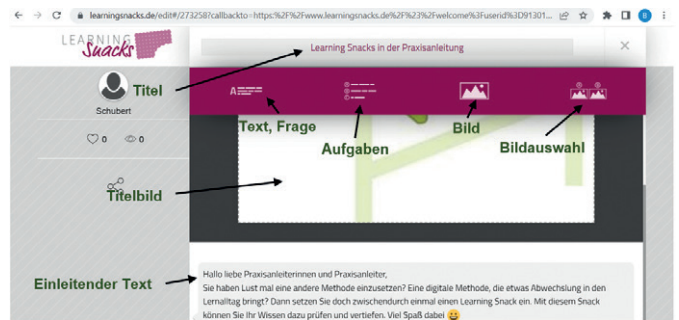 learningsnacks.de/edit#/273258?callbackto=https:%2F%2Fwww.learningsnacks.de%2F%23%2Fwelcome%3Fuserid%3D91301...
B
LEARNING
Snacks
Learning Snacks in der Praxisanleitung
Titel
Schubert
A
Text, Frage
Aufgaben
Bild
Bildauswahl
0
0
Titelbild
Einleitender Text
Hallo liebe Praxisanleiterinnen und Praxisanleiter,
Sie haben Lust mal eine andere Methode einzusetzen? Eine digitale Methode, die etwas Abwechslung in den
Lernalltag bringt? Dann setzen Sie doch zwischendurch einmal einen Learning Snack ein. Mit diesem Snack
können Sie Ihr Wissen dazu prüfen und vertiefen. Viel Spaß dabei 😀